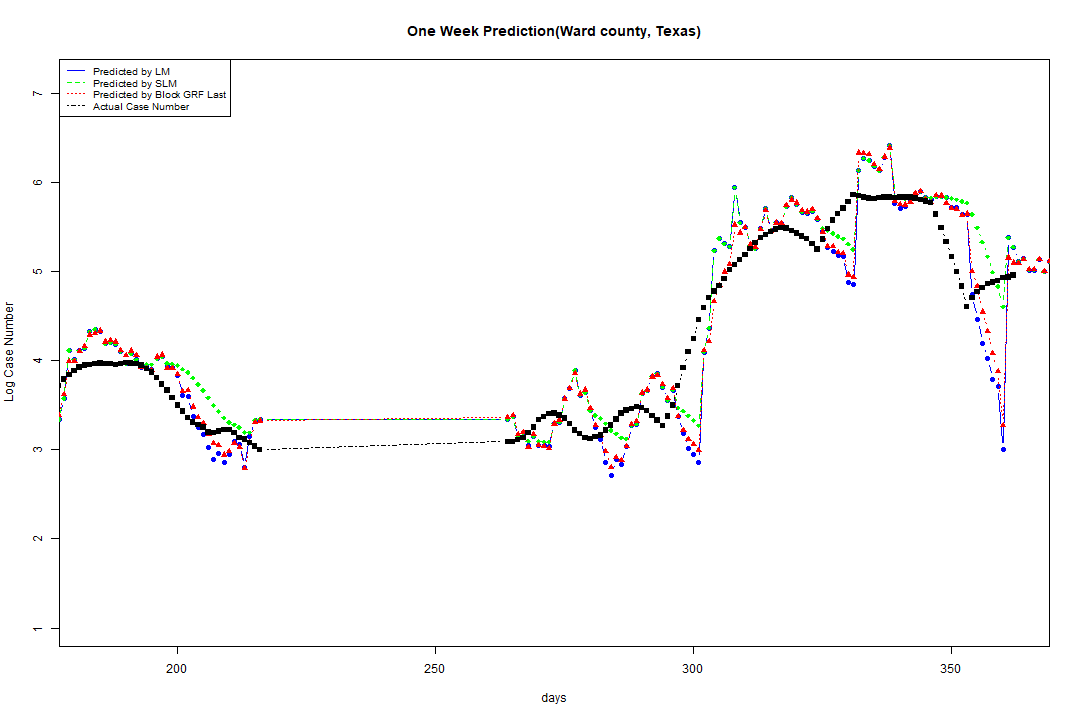 One Week Prediction(Ward county, Texas)
Predicted by LM
Predicted by SLM
Predicted by Block GRF Last
Actual Case Number
7
6
5
4
3
2
1
Log Case Number
200 250 300 350
days